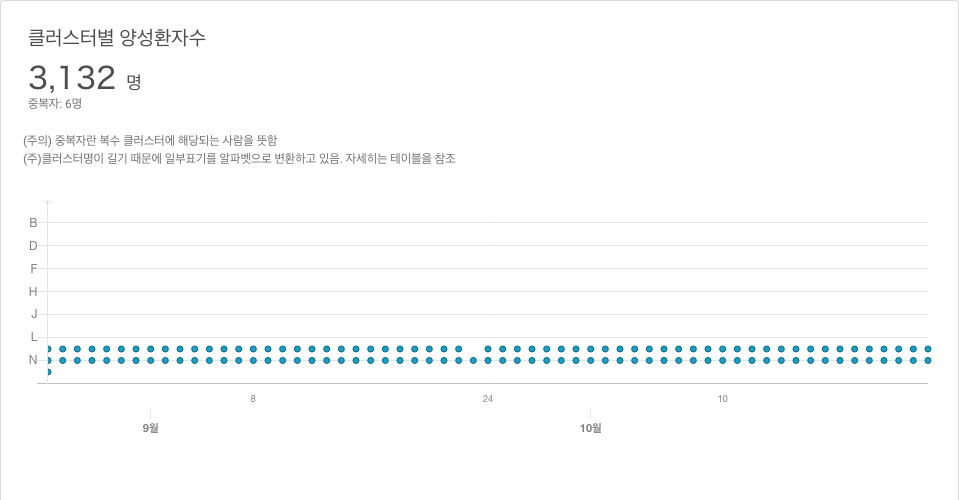 클러스터별 양성환자수
3,132 명
중복자: 6명
(주의) 중복자란 복수 클러스터에 해당되는 사람을 뜻함
(주)클러스터명이 길기 때문에 일부표기를 알파벳으로 변환하고 있음. 자세히는 테이블을 참조
B
D
F
H
J
L
N
8 24 10
9월 10월